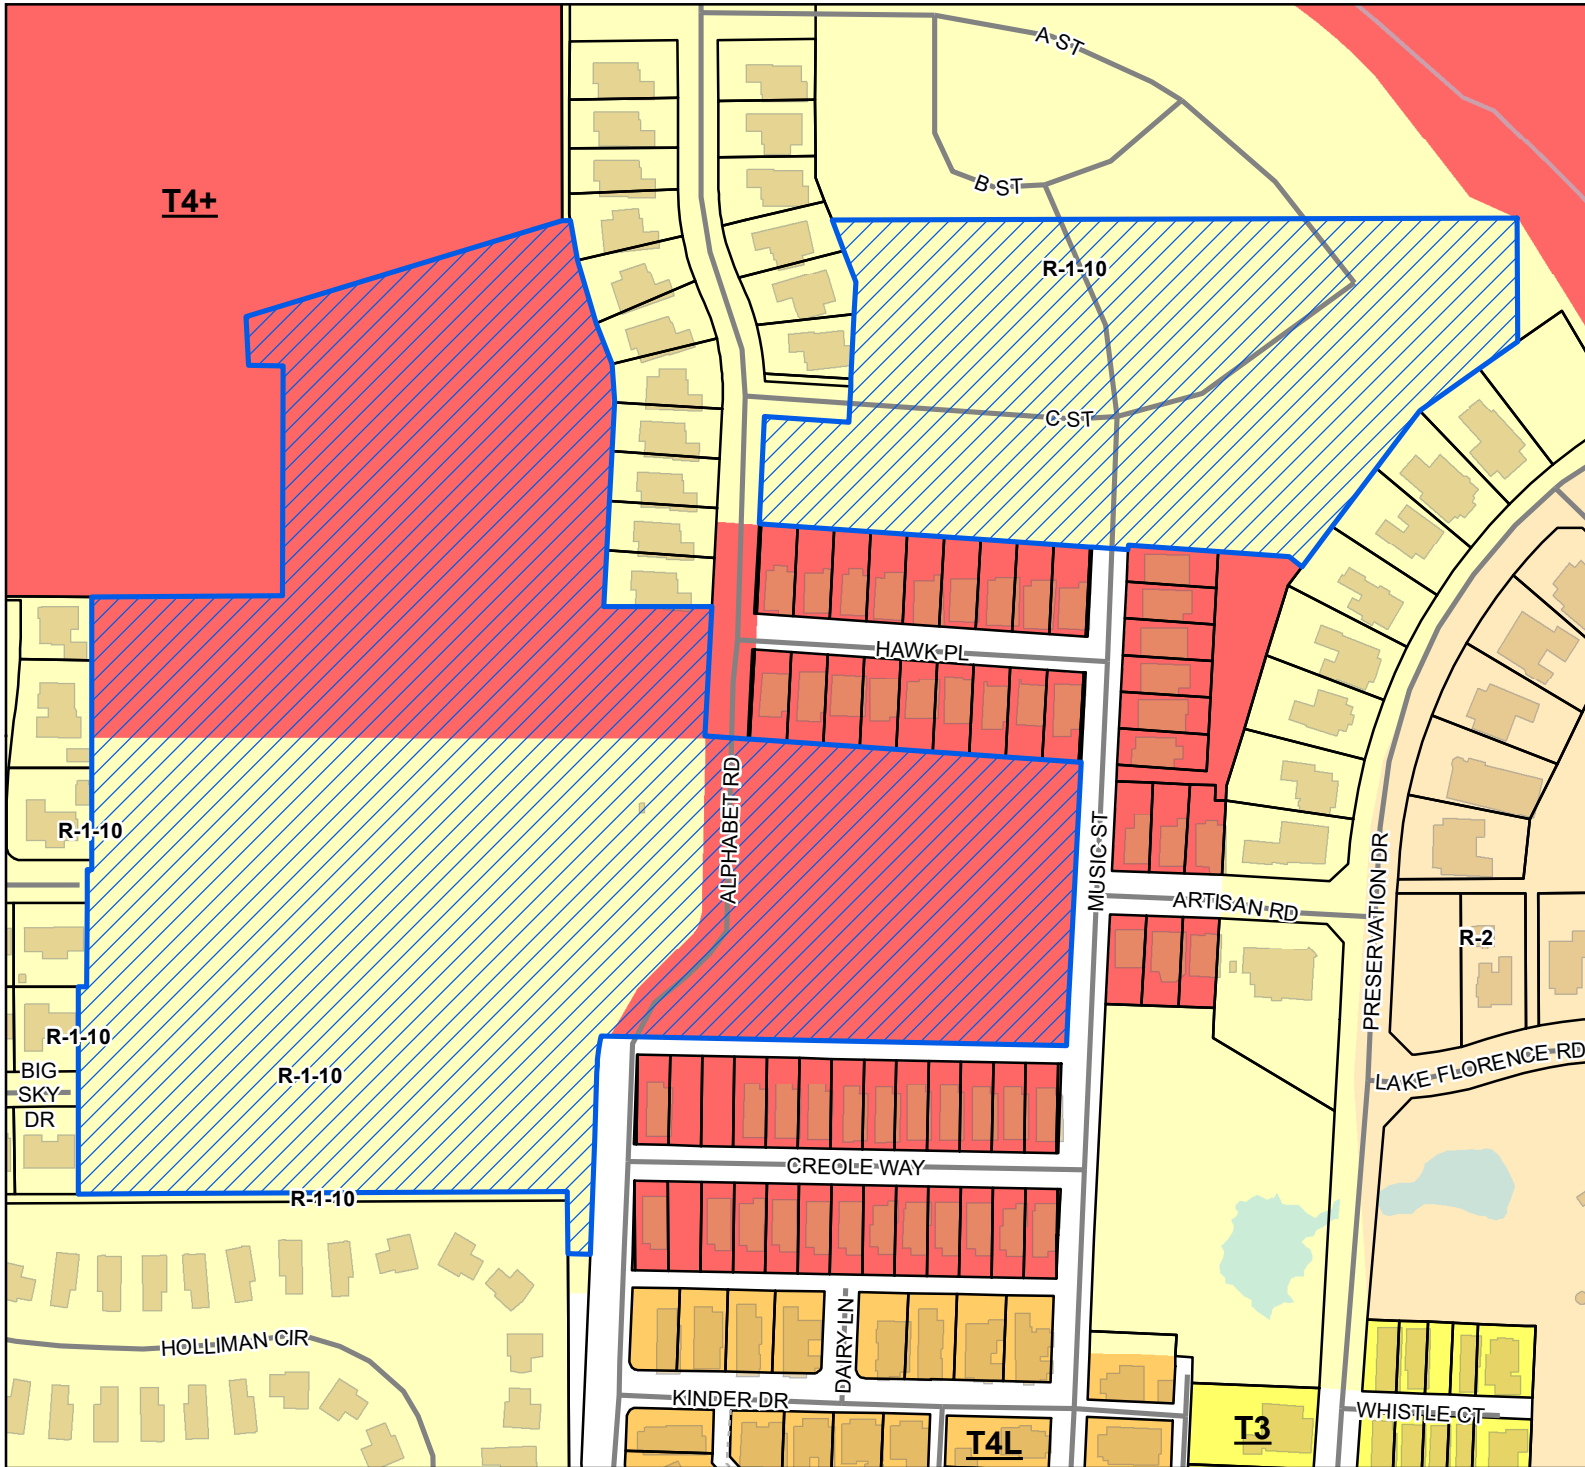 A ST
T4+
B ST
R-1-10
C ST
HAWK PL
ALPHABET RD
MUSIC ST
R-1-10
PRESERVATION DR
ARTISAN RD
R-2
R-1-10
BIG
SKY
DR
R-1-10
LAKE FLORENCE RD
CREOLE WAY
R-1-10
HOLLIMAN CIR
DAIRY LN
KINDER DR
WHISTLE CT
T4L
T3